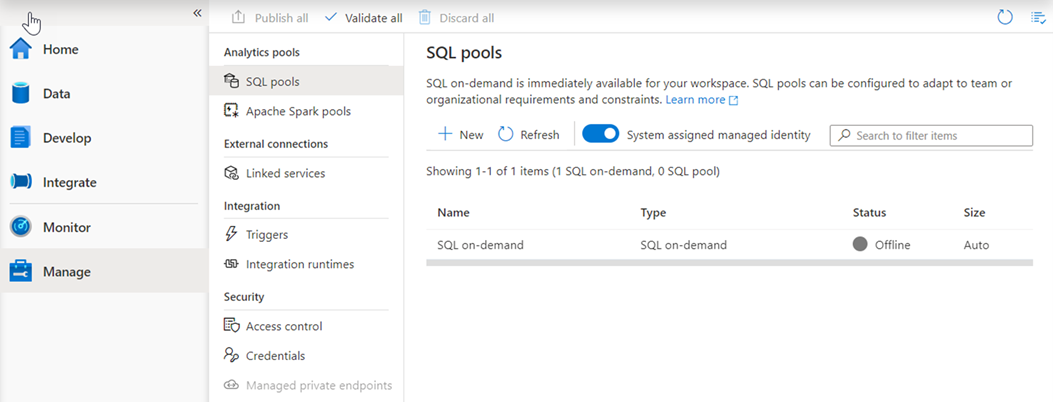 «
Home
Data
Develop
Integrate
Monitor
Manage
Publish all Validate all Discard all
Analytics pools
SQL pools
Apache Spark pools
External connections
Linked services
Integration
Triggers
Integration runtimes
Security
Access control
Credentials
Managed private endpoints
SQL pools
SQL on-demand is immediately available for your workspace. SQL pools can be configured to adapt to team or
organizational requirements and constraints. Learn more
New Refresh System assigned managed identity Search to filter items
Showing 1-1 of 1 items (1 SQL on-demand, 0 SQL pool)
Name Type Status Size
SQL on-demand SQL on-demand Offline Auto